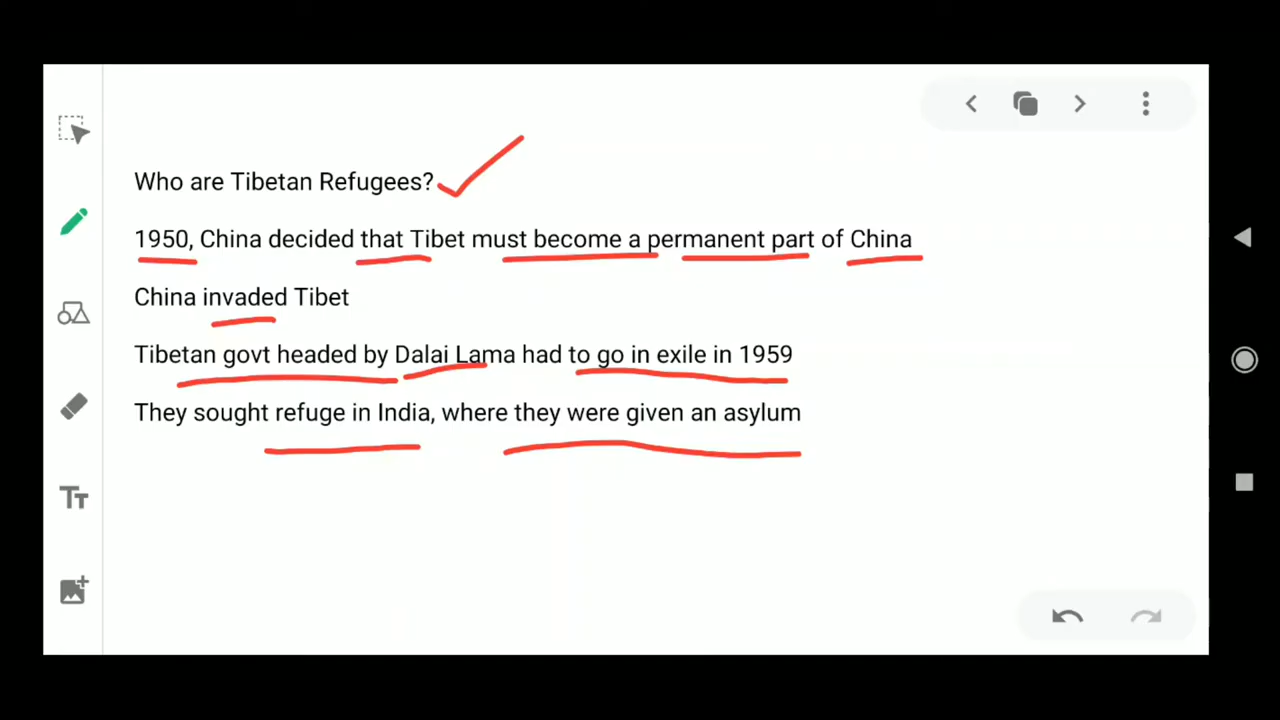 Who are Tibetan Refugees?
1950, China decided that Tibet must become a permanent part of China
China invaded Tibet
Tibetan govt headed by Dalai Lama had to go in exile in 1959
They sought refuge in India, where they were given an asylum
TT